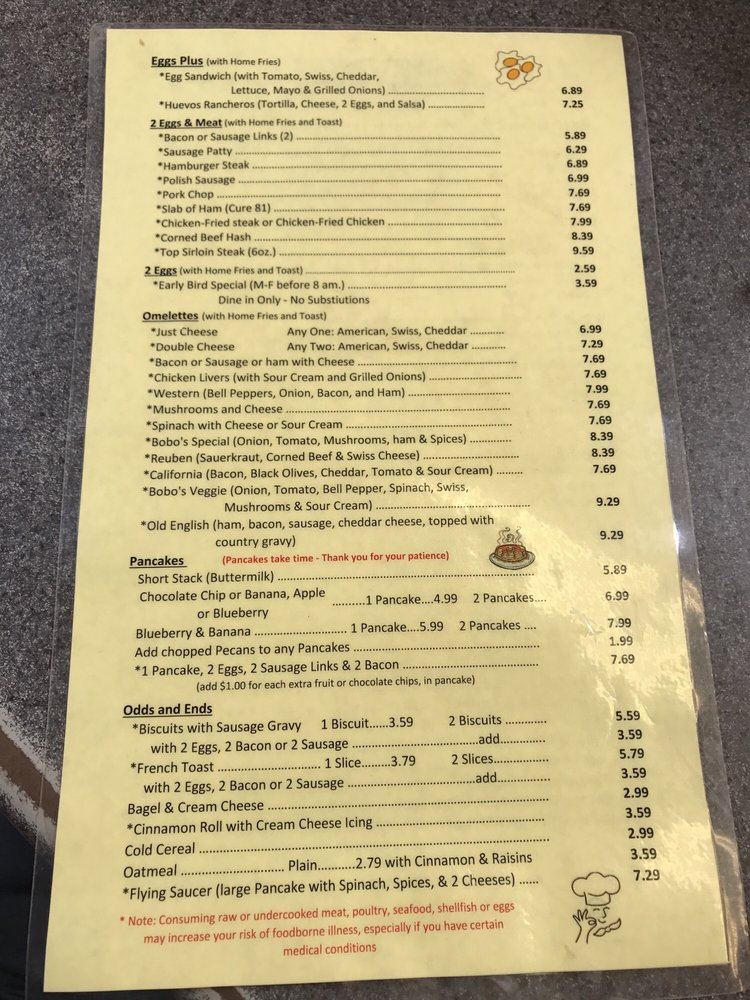 Eggs Plus (with Home Fries)
*Egg Sandwich (with Tomato, Swiss, Cheddar,
Lettuce, Mayo & Grilled Onions) ................................ 6.89
*Huevos Rancheros (Tortilla, Cheese, 2 Eggs, and Salsa) ................... 7.25
2 Eggs & Meat (with Home Fries and Toast)
*Bacon or Sausage Links (2) ................................ 5.89
*Sausage Patty ................................ 6.29
*Hamburger Steak ................................ 6.89
*Polish Sausage ................................ 6.99
*Pork Chop ................................ 7.69
*Slab of Ham (Cure 81) ................................ 7.69
*Chicken-Fried steak or Chicken-Fried Chicken ................................ 7.99
*Corned Beef Hash ................................ 8.39
*Top Sirloin Steak (6oz.) ................................ 9.59
2 Eggs (with Home Fries and Toast) ................................ 2.59
*Early Bird Special (M-F before 8 am.) ................................ 3.59
Dine in Only - No Substiutions
Omelettes (with Home Fries and Toast)
*Just Cheese Any One: American, Swiss, Cheddar ............ 6.99
*Double Cheese Any Two: American, Swiss, Cheddar ............ 7.29
*Bacon or Sausage or ham with Cheese ................................ 7.69
*Chicken Livers (with Sour Cream and Grilled Onions) ................................ 7.69
*Western (Bell Peppers, Onion, Bacon, and Ham) ................................ 7.99
*Mushrooms and Cheese ................................ 7.69
*Spinach with Cheese or Sour Cream ................................ 7.69
*Bobo's Special (Onion, Tomato, Mushrooms, ham & Spices) ............. 8.39
*Reuben (Sauerkraut, Corned Beef & Swiss Cheese) ................................ 8.39
*California (Bacon, Black Olives, Cheddar, Tomato & Sour Cream) ......... 7.69
*Bobo's Veggie (Onion, Tomato, Bell Pepper, Spinach, Swiss,
Mushrooms & Sour Cream) ................................ 9.29
*Old English (ham, bacon, sausage, cheddar cheese, topped with
country gravy) 9.29
Pancakes (Pancakes take time - Thank you for your patience)
Short Stack (Buttermilk) ................................ 5.89
Chocolate Chip or Banana, Apple
or Blueberry ..........1 Pancake....4.99 2 Pancakes.... 6.99
Blueberry & Banana ............................ 1 Pancake....5.99 2 Pancakes .... 7.99
Add chopped Pecans to any Pancakes ................................ 1.99
*1 Pancake, 2 Eggs, 2 Sausage Links & 2 Bacon ................................ 7.69
(add $1.00 for each extra fruit or chocolate chips, in pancake)
Odds and Ends
*Biscuits with Sausage Gravy 1 Biscuit......3.59 2 Biscuits ............ 5.59
with 2 Eggs, 2 Bacon or 2 Sausage ................................add............. 3.59
*French Toast ............................... 1 Slice........3.79 2 Slices................ 5.79
with 2 Eggs, 2 Bacon or 2 Sausage ................................add............. 3.59
Bagel & Cream Cheese ................................ 2.99
*Cinnamon Roll with Cream Cheese Icing ................................ 3.59
Cold Cereal ................................ 2.99
Oatmeal ............................... Plain...........2.79 with Cinnamon & Raisins 3.59
*Flying Saucer (large Pancake with Spinach, Spices, & 2 Cheeses) ...... 7.29
* Note: Consuming raw or undercooked meat, poultry, seafood, shellfish or eggs
may increase your risk of foodborne illness, especially if you have certain
medical conditions